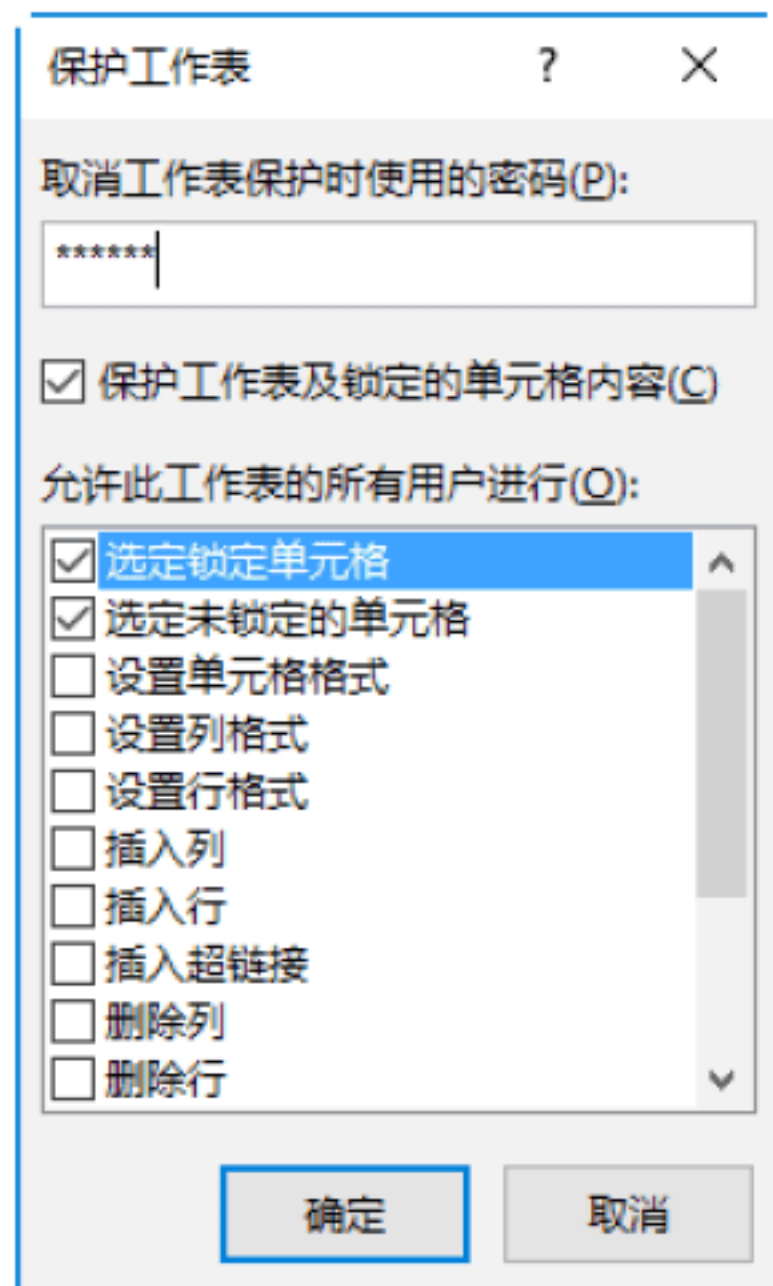 保护工作表 ?
取消工作表保护时使用的密码(P):
******
保护工作表及锁定的单元格内容(C)
允许此工作表的所有用户进行(O):
选定锁定单元格
选定未锁定的单元格
设置单元格格式
设置列格式
设置行格式
插入列
插入行
插入超链接
删除列
删除行
确定 取消